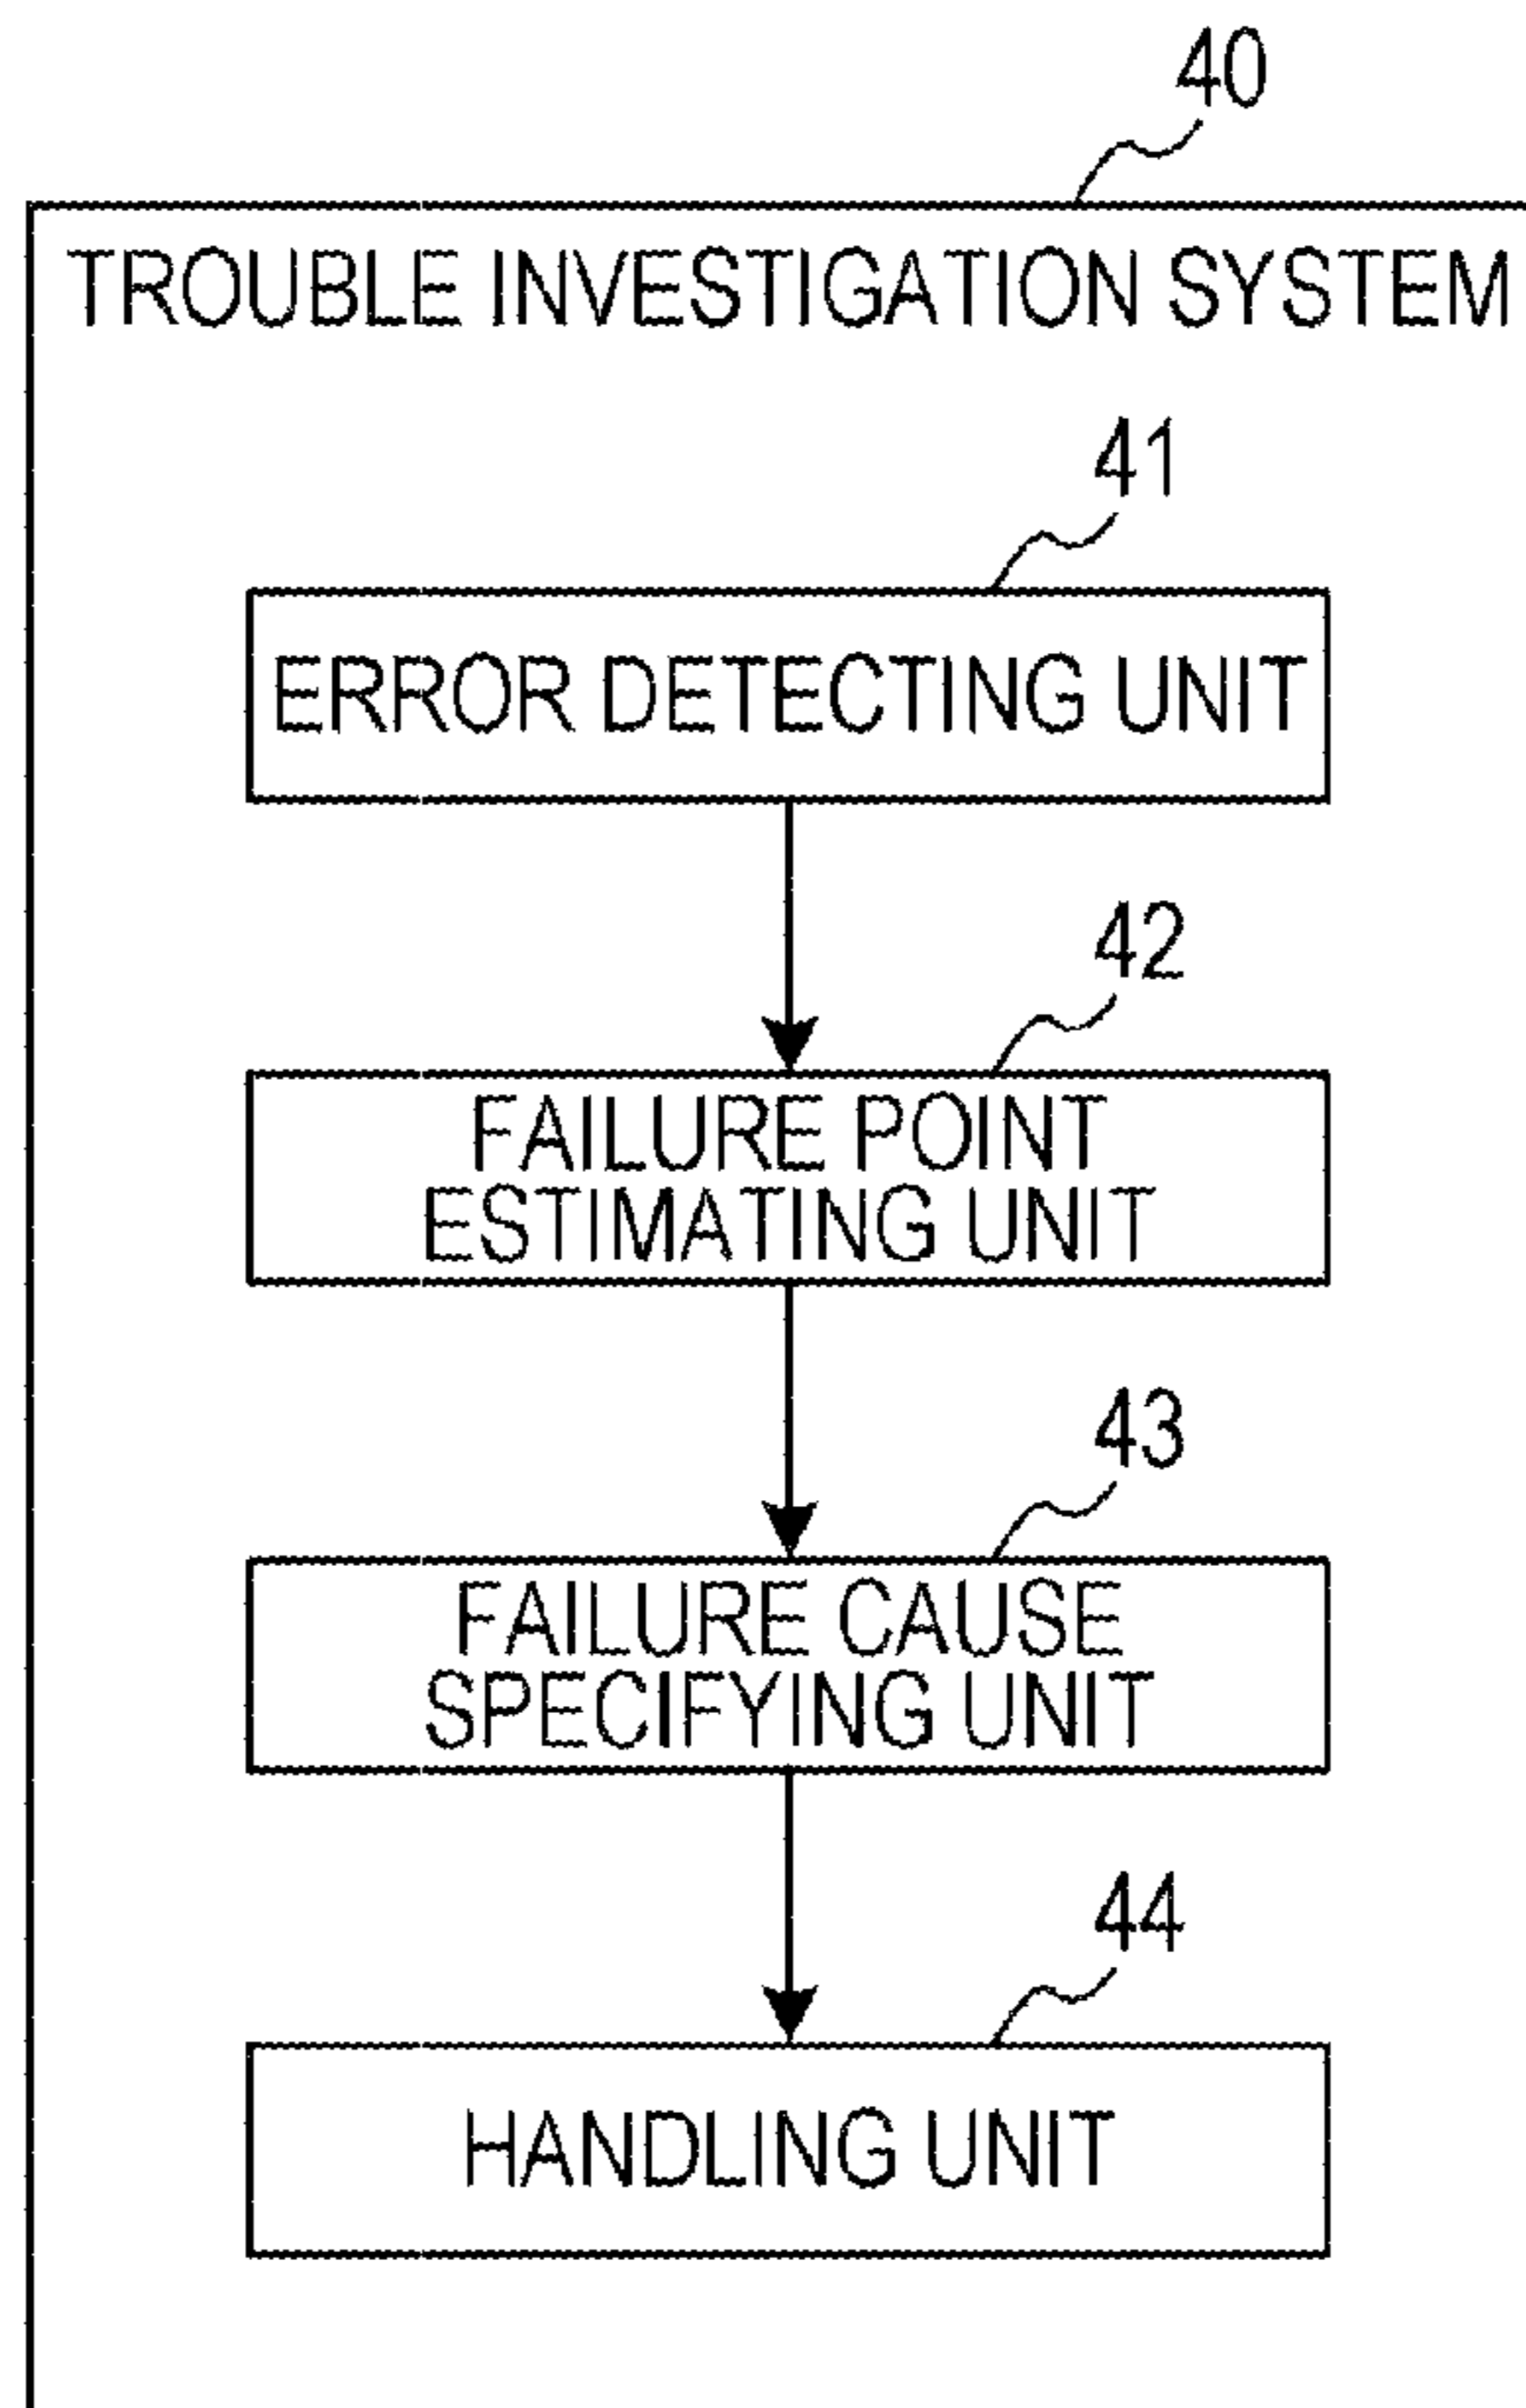 40
TROUBLE INVESTIGATION SYSTEM
41
ERROR DETECTING UNIT
42
FAILURE POINT
ESTIMATING UNIT
43
FAILURE CAUSE
SPECIFYING UNIT
44
HANDLING UNIT